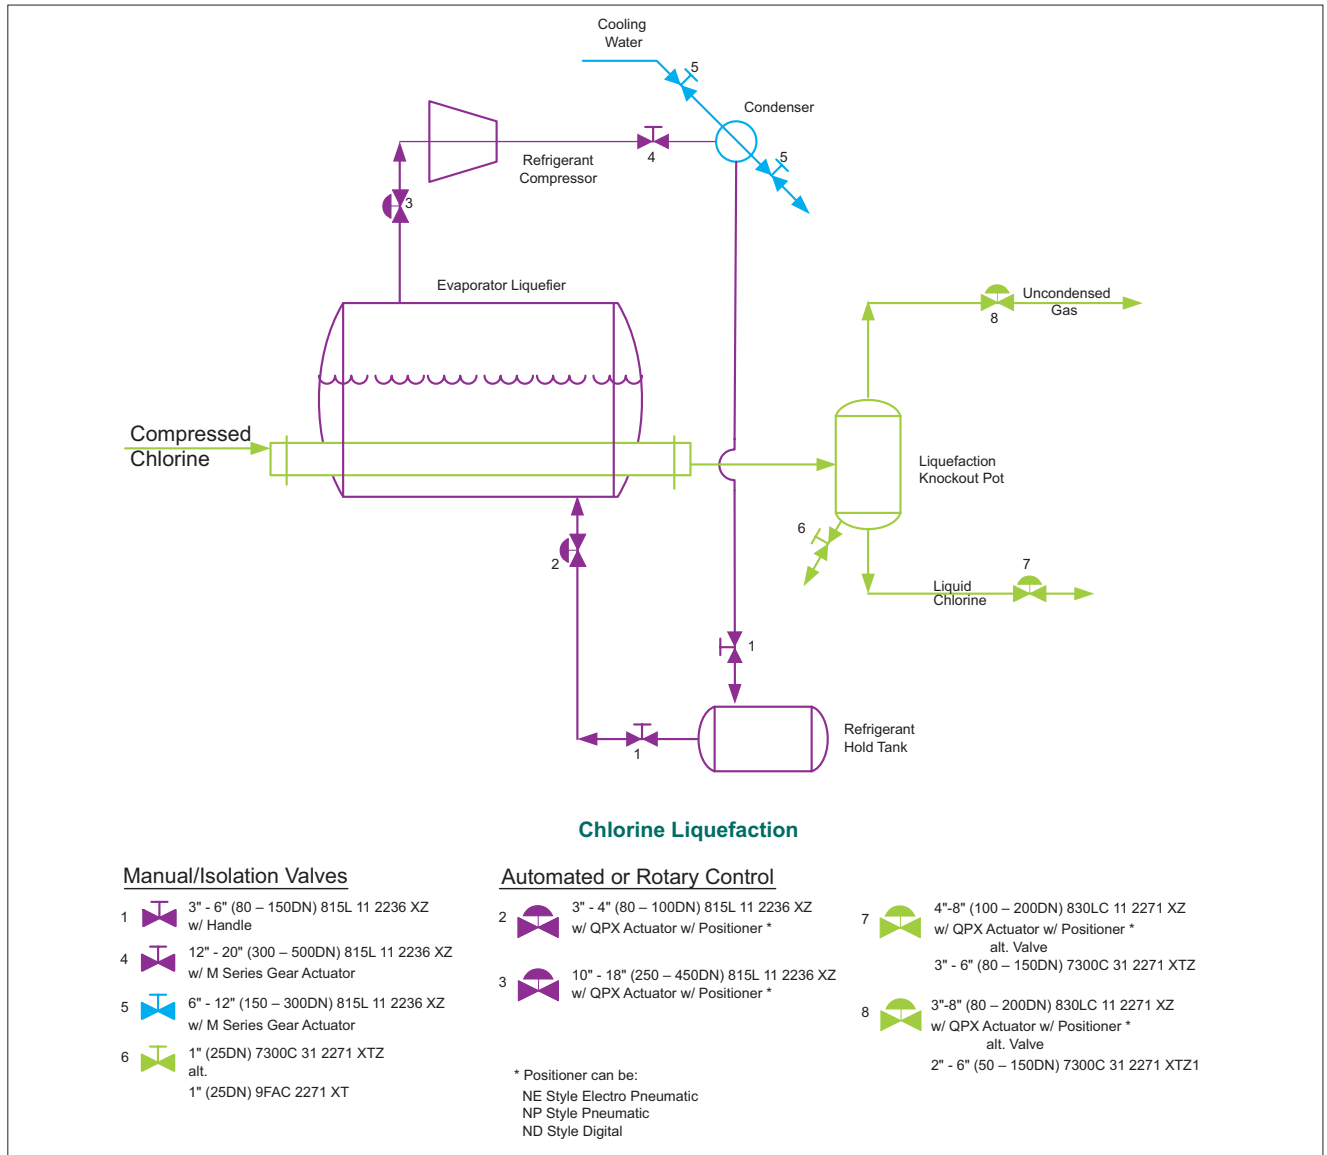 Cooling
Water
5
Condenser
5
4
Refrigerant
Compressor
3
Evaporator Liquefier
Uncondensed
Gas
8
Compressed
Chlorine
Liquefaction
Knockout Pot
6
2
7
Liquid
Chlorine
1
Refrigerant
Hold Tank
1
Chlorine Liquefaction
Manual/Isolation Valves
1
3" - 6" (80 – 150DN) 815L 11 2236 XZ
w/ Handle
4
12" - 20" (300 – 500DN) 815L 11 2236 XZ
w/ M Series Gear Actuator
5
6" - 12" (150 – 300DN) 815L 11 2236 XZ
w/ M Series Gear Actuator
6
1" (25DN) 7300C 31 2271 XTZ
alt.
1" (25DN) 9FAC 2271 XT
Automated or Rotary Control
2
3" - 4" (80 – 100DN) 815L 11 2236 XZ
w/ QPX Actuator w/ Positioner *
3
10" - 18" (250 – 450DN) 815L 11 2236 XZ
w/ QPX Actuator w/ Positioner *
* Positioner can be:
NE Style Electro Pneumatic
NP Style Pneumatic
ND Style Digital
7
4"-8" (100 – 200DN) 830LC 11 2271 XZ
w/ QPX Actuator w/ Positioner *
alt. Valve
3" - 6" (80 – 150DN) 7300C 31 2271 XTZ
8
3"-8" (80 – 200DN) 830LC 11 2271 XZ
w/ QPX Actuator w/ Positioner *
alt. Valve
2" - 6" (50 – 150DN) 7300C 31 2271 XTZ1